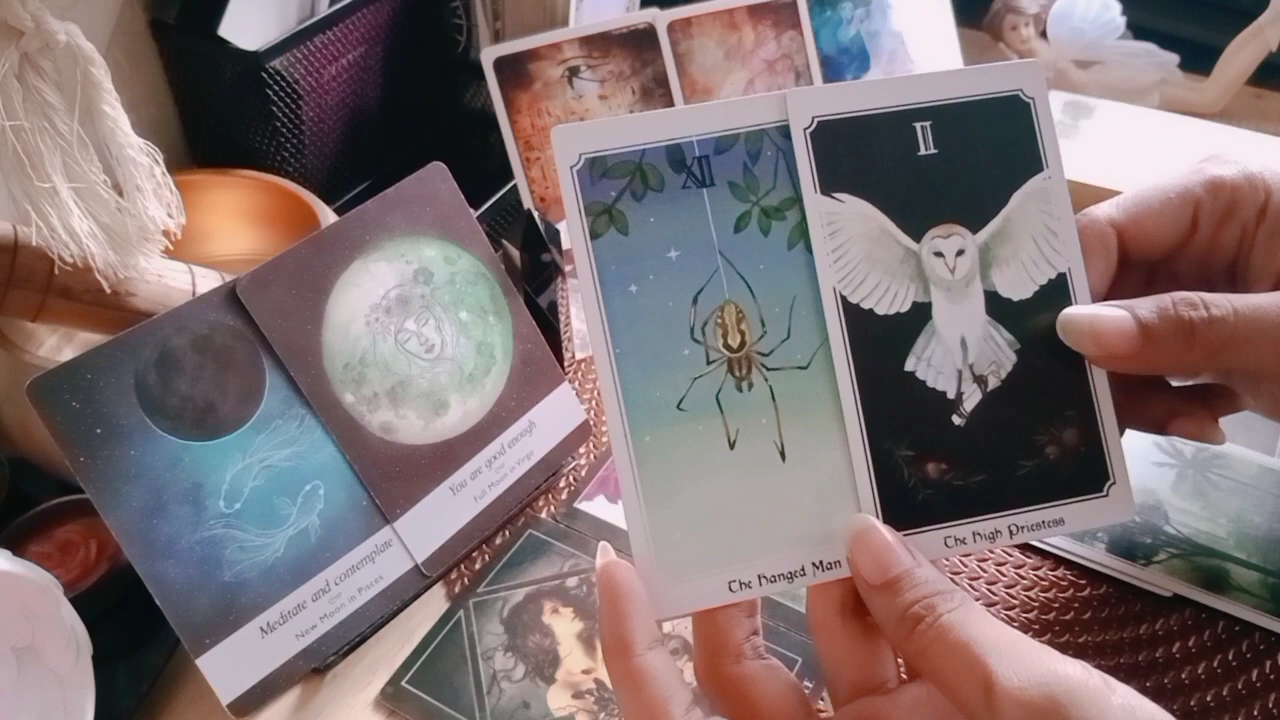 Meditate and contemplate
New Moon in Pisces
You are good enough
Full Moon in Virgo
XII
The Hanged Man
II
The High Priestess